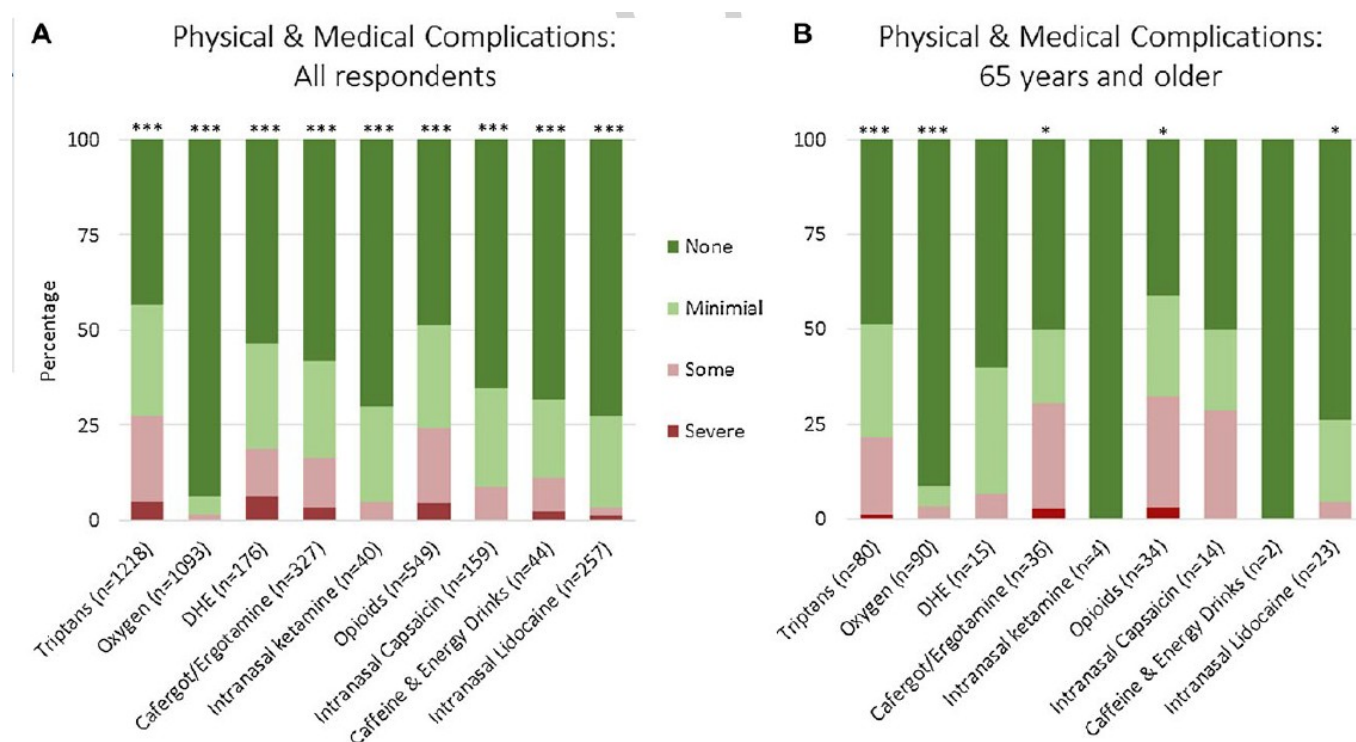 A
Physical & Medical Complications:
All respondents
*** *** *** *** *** *** *** *** ***
100
75
50
25
0
Percentage
Triptans (n=1218)
Oxygen (n=1093)
DHE (n=176)
Cafergot/Ergotamine (n=327)
Intranasal ketamine (n=40)
Opioids (n=549)
Intranasal Capsaicin (n=159)
Caffeine & Energy Drinks (n=44)
Intranasal Lidocaine (n=257)
None
Minimial
Some
Severe
B
Physical & Medical Complications:
65 years and older
*** *** * * *
100
75
50
25
0
Triptans (n=80)
Oxygen (n=90)
DHE (n=15)
Cafergot/Ergotamine (n=36)
Intranasal ketamine (n=4)
Opioids (n=34)
Intranasal Capsaicin (n=14)
Caffeine & Energy Drinks (n=2)
Intranasal Lidocaine (n=23)